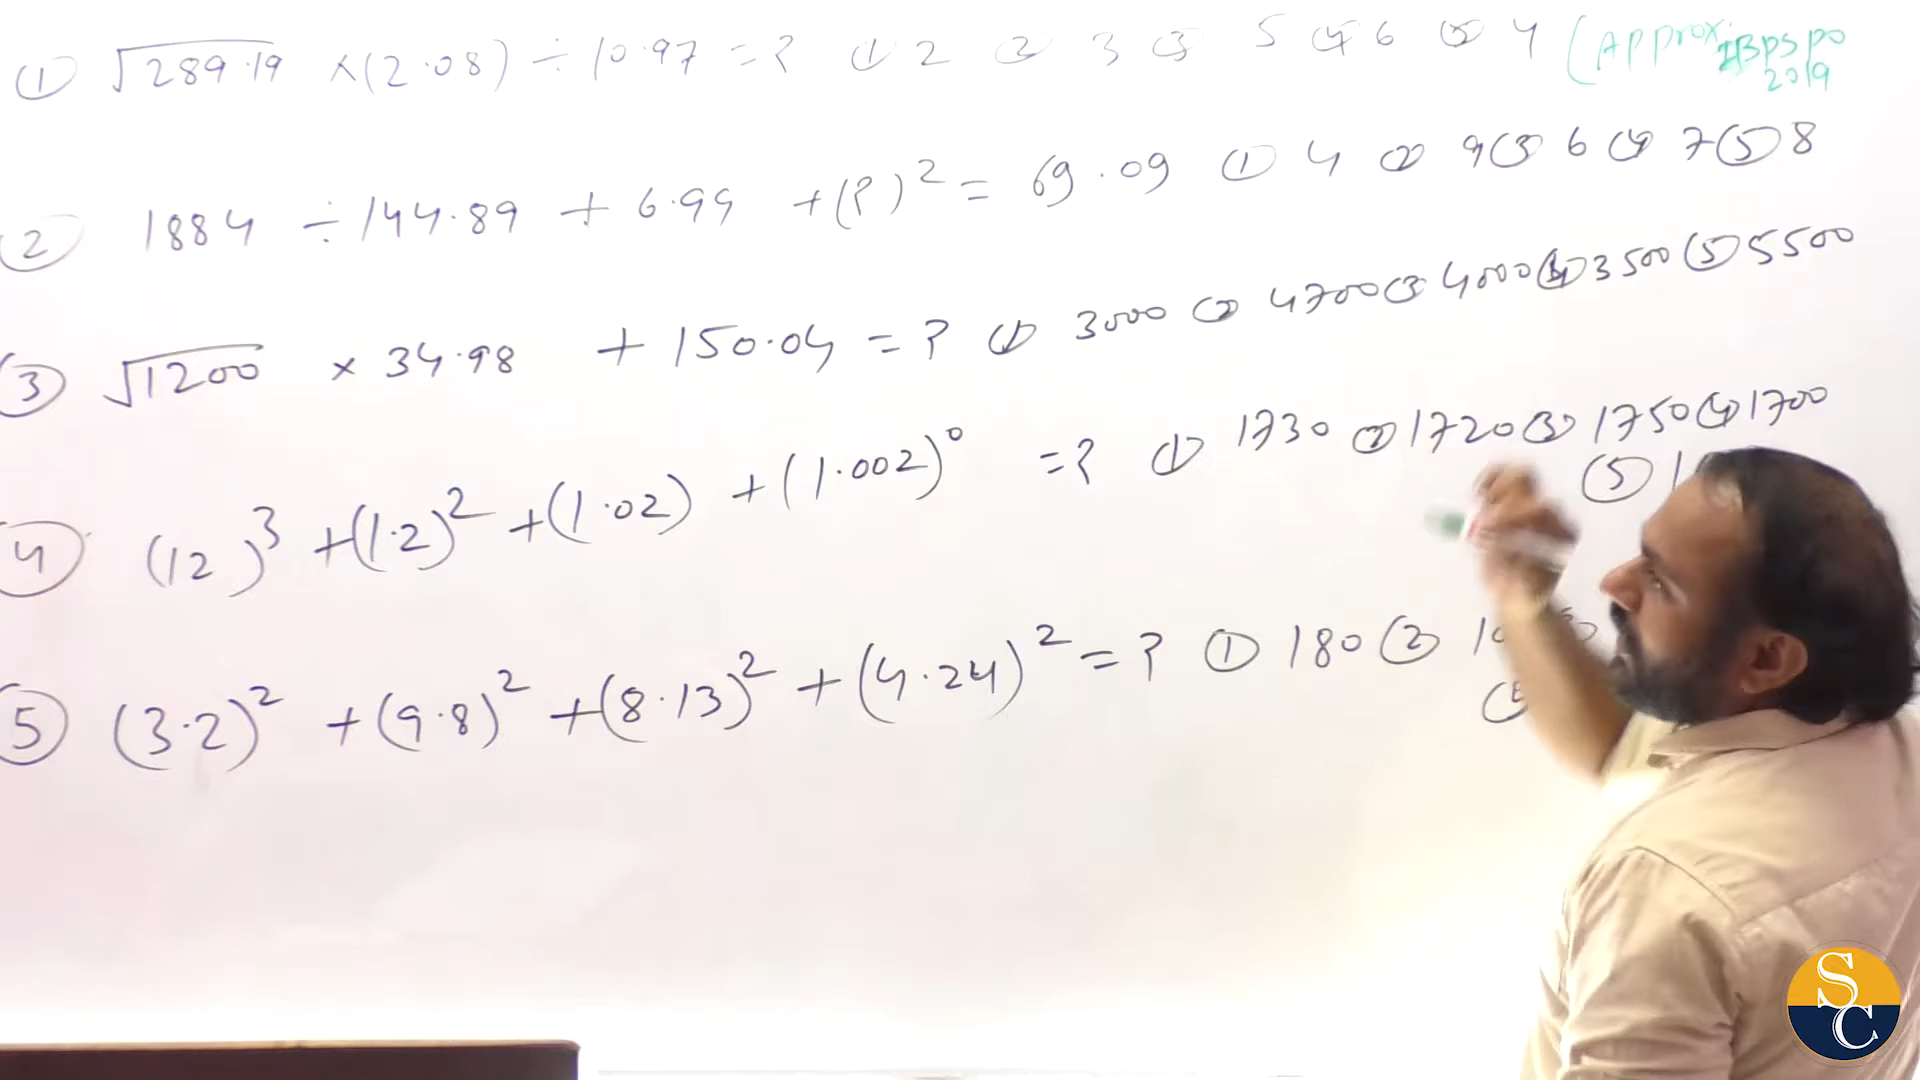 ① √289.19 ×(2.08) ÷ 10.97 = ? ① 2 ② 3 ③ 5 ④ 6 ⑤ 4 (Approx. IBPS PO 2019
② 1884 ÷ 144.89 + 6.99 +(?)² = 69.09 ① 4 ② 9 ③ 6 ④ 7 ⑤ 8
③ √1200 × 34.98 + 150.04 = ? ① 3000 ② 4700 ③ 4000 ④ 3500 ⑤ 5500
④ (12)³ +(1.2)² +(1.02) +(1.002)⁰ =? ① 1730 ② 1720 ③ 1750 ④ 1700
⑤
⑤ (3.2)² +(9.8)² +(8.13)² +(4.24)² = ? ① 180 ②
SC